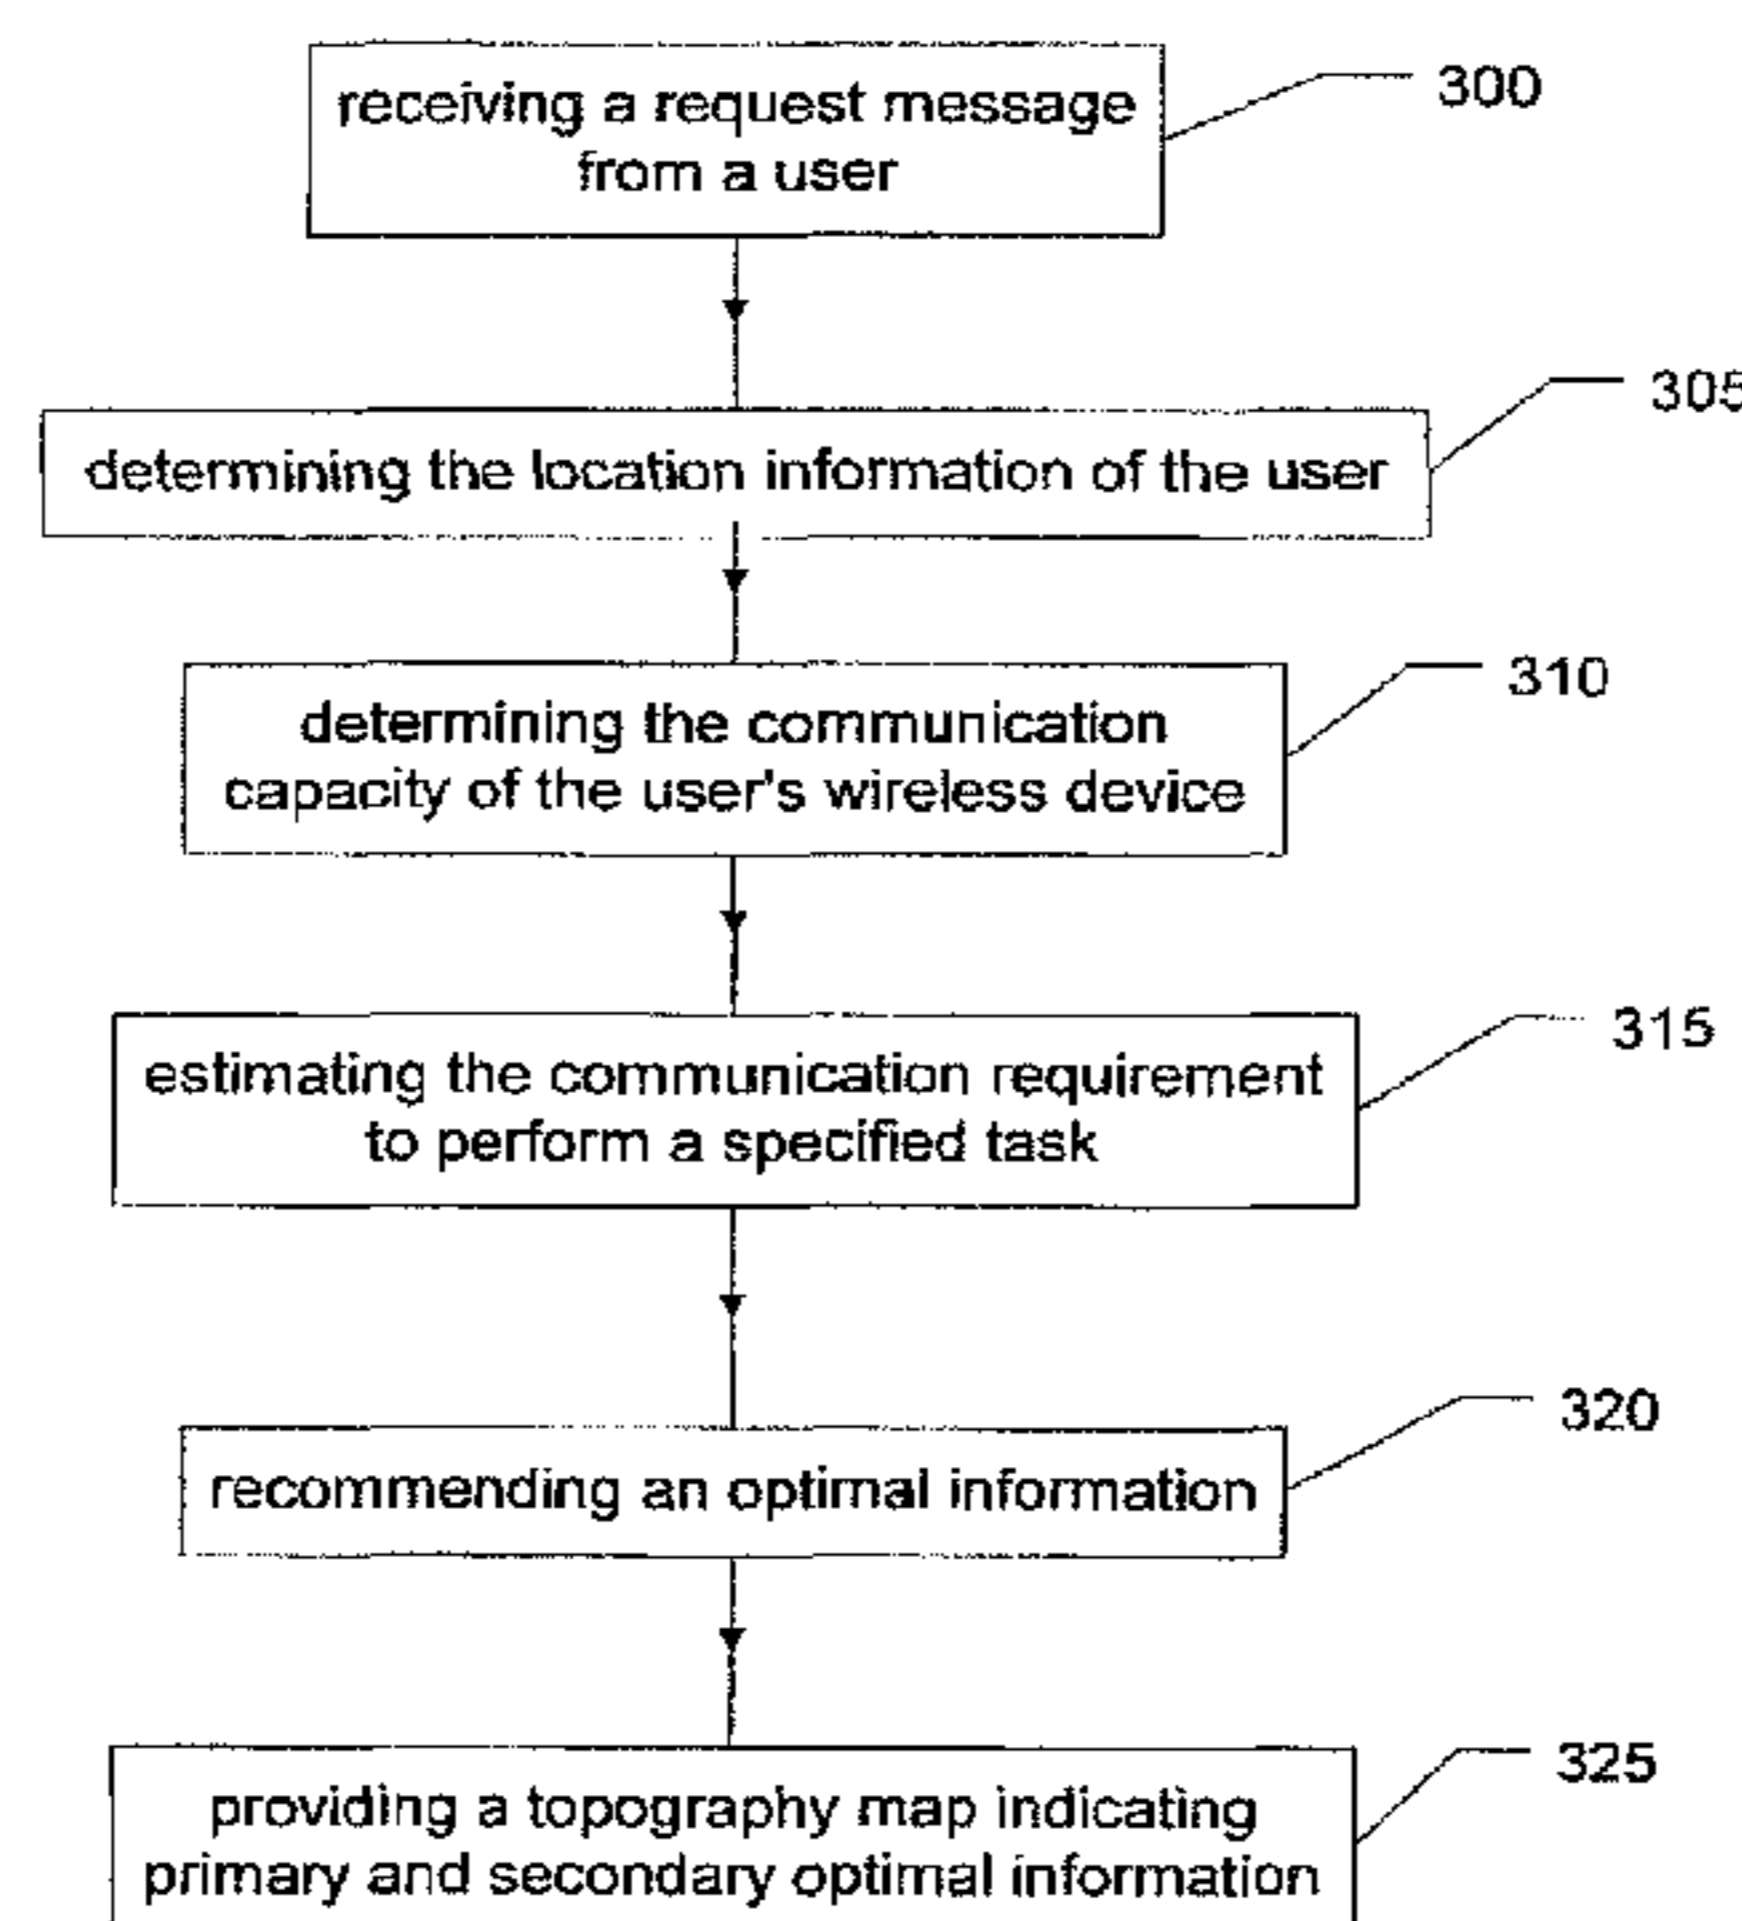 receiving a request message
from a user
300
determining the location information of the user
305
determining the communication
capacity of the user's wireless device
310
estimating the communication requirement
to perform a specified task
315
recommending an optimal information
320
providing a topography map indicating
primary and secondary optimal information
325